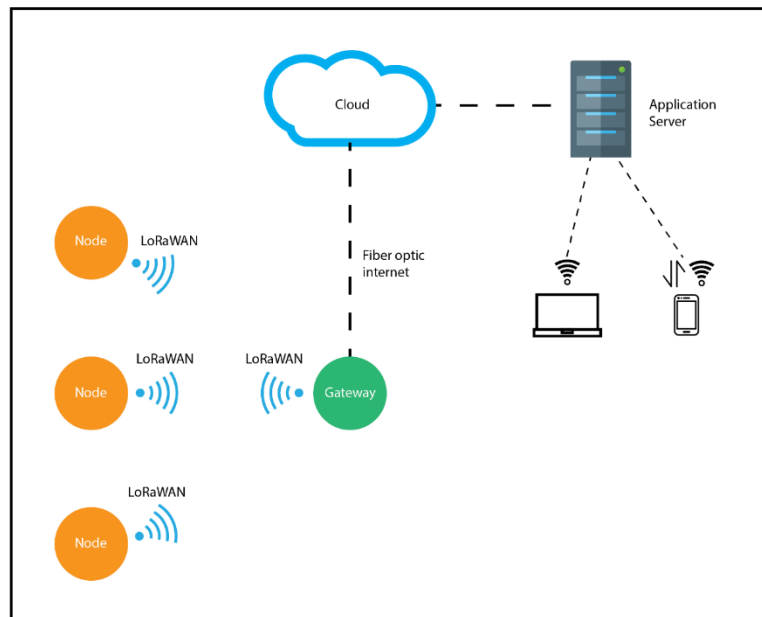 Cloud
Application
Server
Node
LoRaWAN
Fiber optic
internet
Node
LoRaWAN
LoRaWAN
Gateway
Node
LoRaWAN